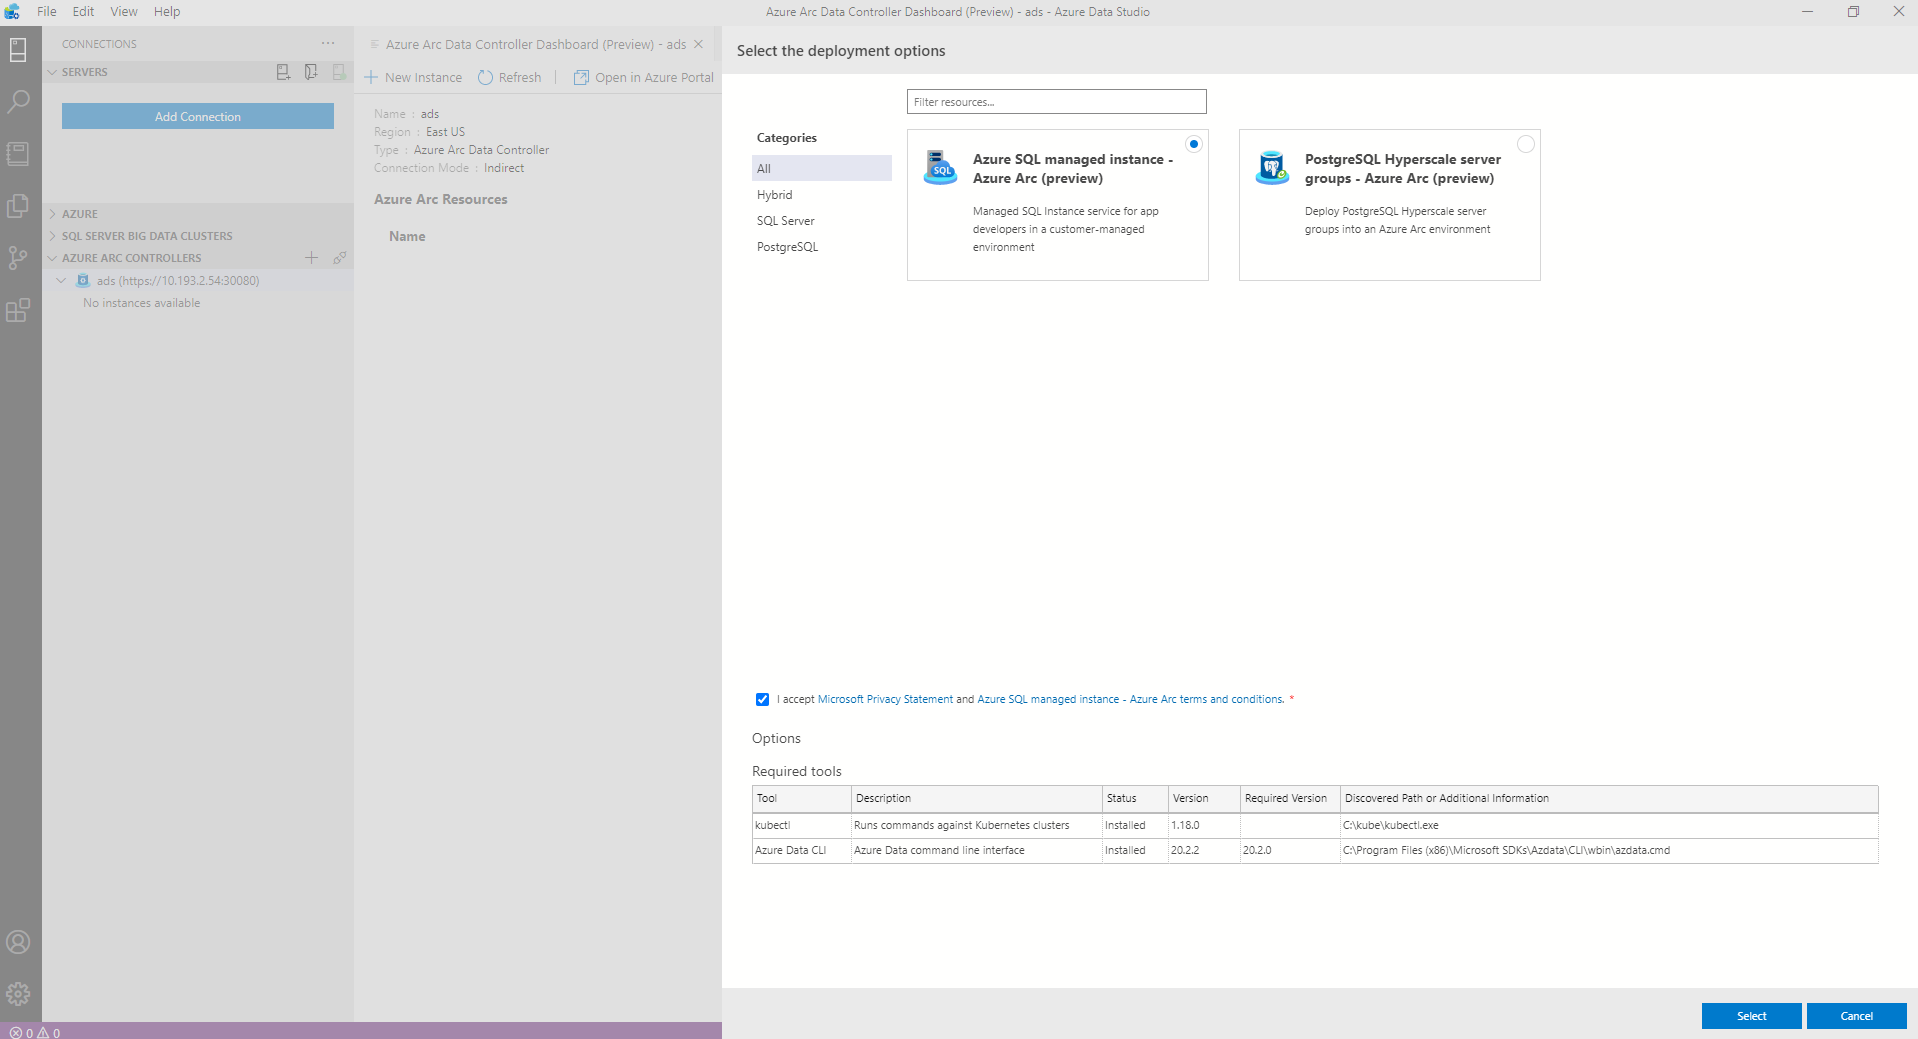 File Edit View Help
Azure Arc Data Controller Dashboard (Preview) - ads - Azure Data Studio
CONNECTIONS
SERVERS
Add Connection
AZURE
SQL SERVER BIG DATA CLUSTERS
AZURE ARC CONTROLLERS
ads (https://10.193.2.54:30080)
No instances available
Azure Arc Data Controller Dashboard (Preview) - ads
New Instance Refresh Open in Azure Portal
Name : ads
Region : East US
Type : Azure Arc Data Controller
Connection Mode : Indirect
Azure Arc Resources
Name
Select the deployment options
Filter resources...
Categories
All
Hybrid
SQL Server
PostgreSQL
SQL
Azure SQL managed instance -
Azure Arc (preview)
Managed SQL Instance service for app
developers in a customer-managed
environment
PostgreSQL Hyperscale server
groups - Azure Arc (preview)
Deploy PostgreSQL Hyperscale server
groups into an Azure Arc environment
I accept Microsoft Privacy Statement and Azure SQL managed instance - Azure Arc terms and conditions. *
Options
Required tools
Tool Description Status Version Required Version Discovered Path or Additional Information
kubectl Runs commands against Kubernetes clusters Installed 1.18.0 C:\kube\kubectl.exe
Azure Data CLI Azure Data command line interface Installed 20.2.2 20.2.0 C:\Program Files (x86)\Microsoft SDKs\Azdata\CLI\wbin\azdata.cmd
Select Cancel
0 0